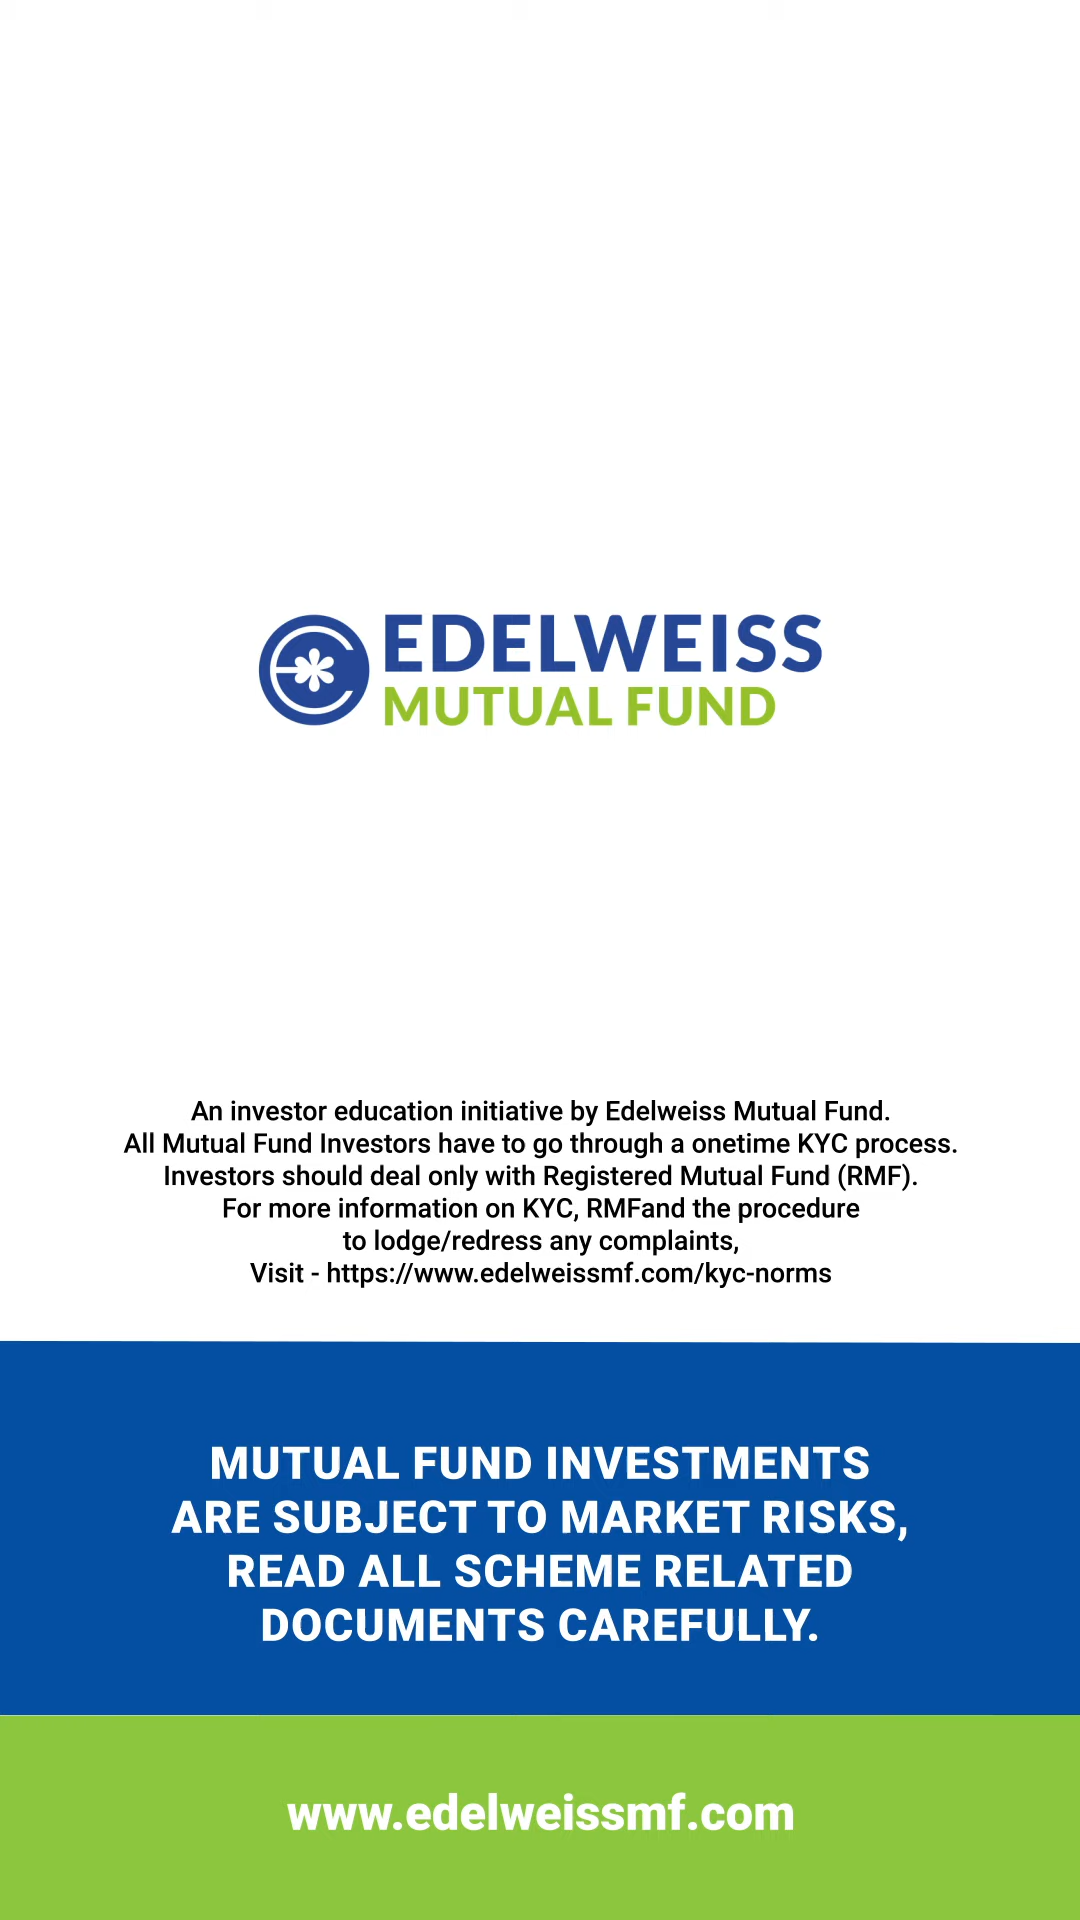 EDELWEISS
MUTUAL FUND
An investor education initiative by Edelweiss Mutual Fund.
All Mutual Fund Investors have to go through a onetime KYC process.
Investors should deal only with Registered Mutual Fund (RMF).
For more information on KYC, RMFand the procedure
to lodge/redress any complaints,
Visit - https://www.edelweissmf.com/kyc-norms
MUTUAL FUND INVESTMENTS
ARE SUBJECT TO MARKET RISKS,
READ ALL SCHEME RELATED
DOCUMENTS CAREFULLY.
www.edelweissmf.com